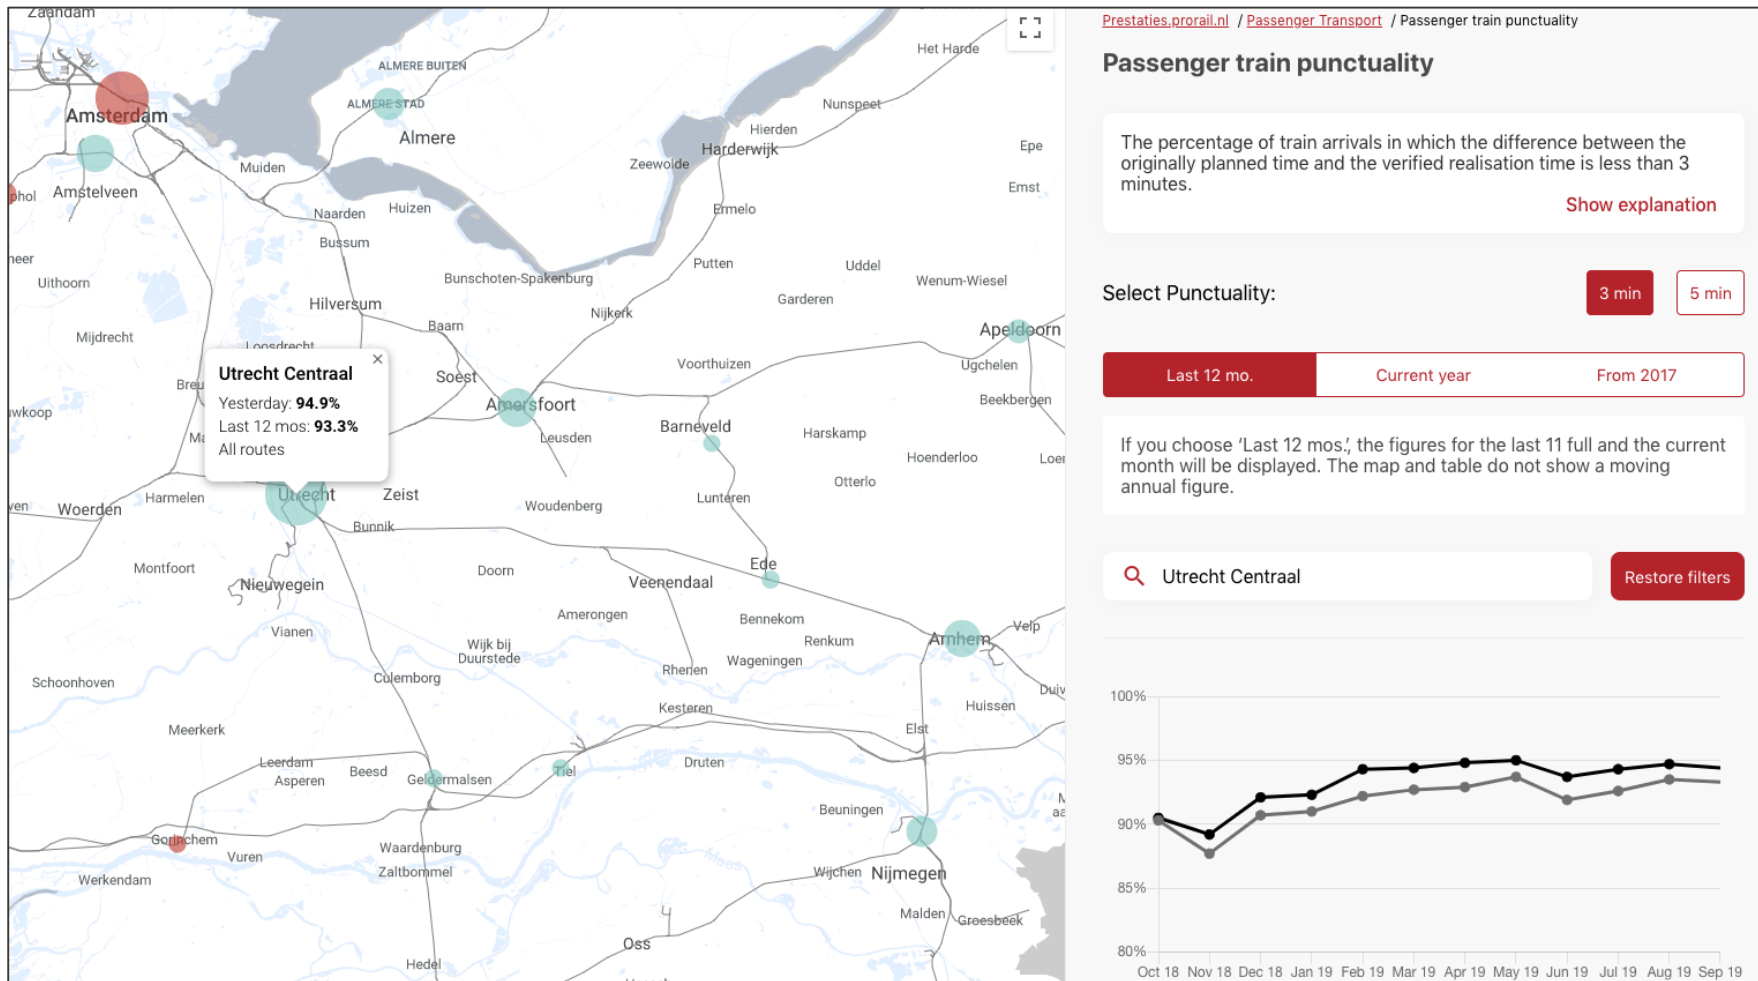 Zaandam
Het Harde
ALMERE BUITEN
ALMERE STAD
Nunspeet
Amsterdam
Almere
Hierden
Harderwijk
Epe
Zeewolde
Muiden
Emst
phol
Amstelveen
Naarden
Huizen
Ermelo
Bussum
neer
Putten
Uddel
Uithoorn
Bunschoten-Spakenburg
Wenum-Wiesel
Garderen
Hilversum
Nijkerk
Baarn
Apeldoorn
Mijdrecht
Loosdrecht
Voorthuizen
Ugchelen
Utrecht Centraal
Yesterday: 94.9%
Last 12 mos: 93.3%
All routes
Breu
Soest
Beekbergen
wkoop
Amersfoort
Barneveld
Harskamp
Ma
Leusden
Hoenderloo
Loer
Otterlo
Harmelen
Utrecht
Zeist
Lunteren
ven
Woerden
Woudenberg
Bunnik
Montfoort
Nieuwegein
Doorn
Veenendaal
Ede
Amerongen
Bennekom
Vianen
Renkum
Arnhem
Velp
Wijk bij
Duurstede
Wageningen
Rhenen
Schoonhoven
Culemborg
Duiv
Kesteren
Huissen
Meerkerk
Elst
Leerdam
Asperen
Beesd
Geldermalsen
Tiel
Druten
Beuningen
M
aa
Gorinchem
Vuren
Waardenburg
Zaltbommel
Maas
Werkendam
Wijchen
Nijmegen
Malden
Groesbeek
Oss
Hedel
Prestaties.prorail.nl / Passenger Transport / Passenger train punctuality
Passenger train punctuality
The percentage of train arrivals in which the difference between the
originally planned time and the verified realisation time is less than 3
minutes.
Show explanation
Select Punctuality:
3 min
5 min
Last 12 mo.
Current year
From 2017
If you choose ‘Last 12 mos.’, the figures for the last 11 full and the current
month will be displayed. The map and table do not show a moving
annual figure.
Utrecht Centraal
Restore filters
100%
95%
90%
85%
80%
Oct 18 Nov 18 Dec 18 Jan 19 Feb 19 Mar 19 Apr 19 May 19 Jun 19 Jul 19 Aug 19 Sep 19